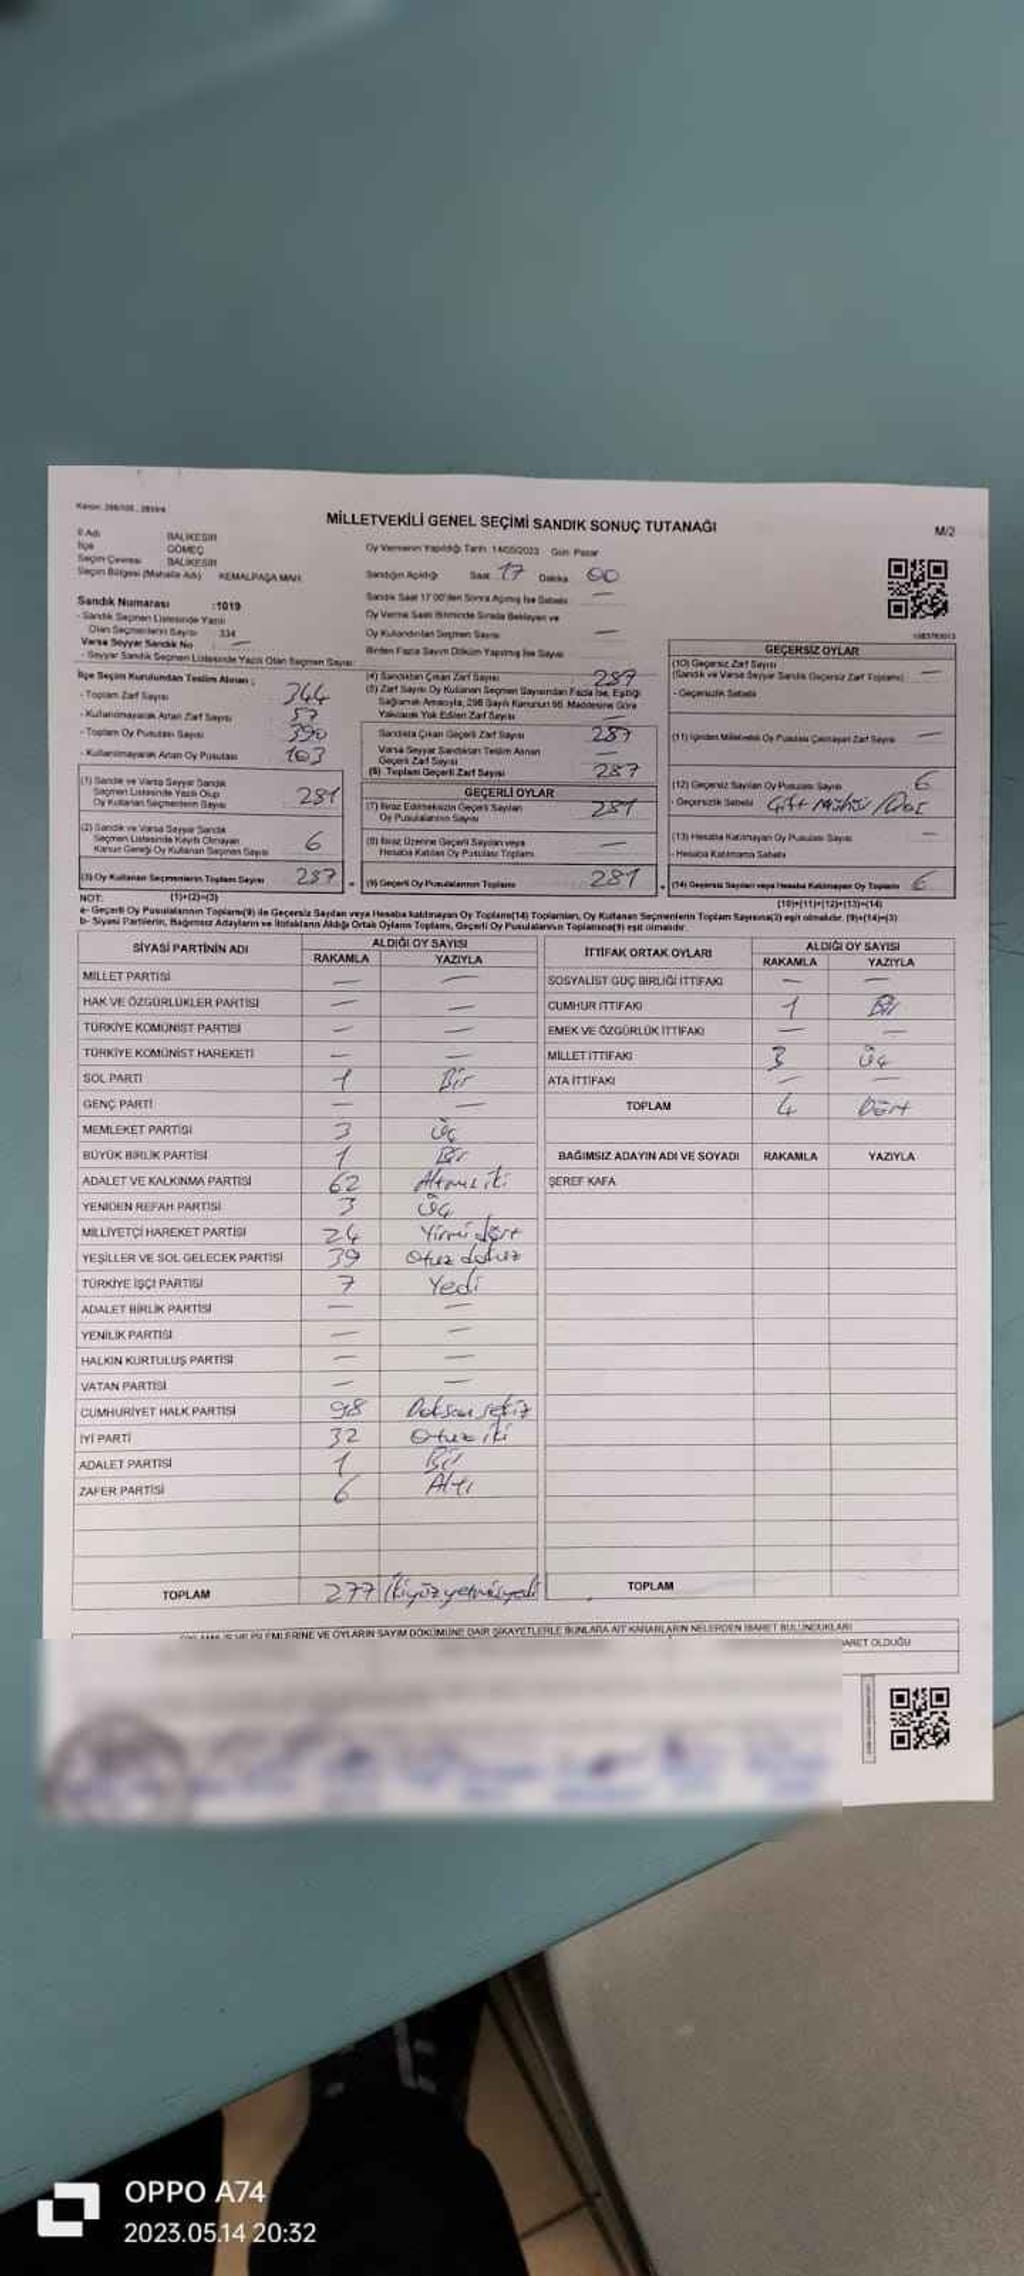 MİLLETVEKİLİ GENEL SEÇİMİ SANDIK SONUÇ TUTANAĞI
M/2
İl Adı BALIKESİR
İlçe GÖMEÇ
Seçim Çevresi BALIKESİR
Seçim Bölgesi (Mahalle Adı) KEMALPAŞA MAH.
Oy Vermenin Yapıldığı Tarih: 14/05/2023 Gün: Pazar
Sandığın Açıldığı Saat 17 Dakika 00
Sandık Saat 17:00'den Sonra Açılmış İse Sebebi —
Oy Verme Saati Bitiminde Sırada Bekleyen ve
Oy Kullandırılan Seçmen Sayısı —
Birden Fazla Sayım Döküm Yapılmış İse Sayısı
Sandık Numarası :1019
- Sandık Seçmen Listesinde Yazılı
Olan Seçmenlerin Sayısı 334
Varsa Seyyar Sandık No —
- Seyyar Sandık Seçmen Listesinde Yazılı Olan Seçmen Sayısı:
İlçe Seçim Kurulundan Teslim Alınan ;
- Toplam Zarf Sayısı 344
- Kullanılmayarak Artan Zarf Sayısı 57
- Toplam Oy Pusulası Sayısı 390
- Kullanılmayarak Artan Oy Pusulası 103
(1) Sandık ve Varsa Seyyar Sandık
Seçmen Listesinde Yazılı Olup
Oy Kullanan Seçmenlerin Sayısı 281
(2) Sandık ve Varsa Seyyar Sandık
Seçmen Listesinde Kayıtlı Olmayan
Kanun Gereği Oy Kullanan Seçmen Sayısı 6
(3) Oy Kullanan Seçmenlerin Toplam Sayısı 287
(4) Sandıktan Çıkan Zarf Sayısı 287
(5) Zarf Sayısı Oy Kullanan Seçmen Sayısından Fazla İse, Eşitliği
Sağlamak Amacıyla, 298 Sayılı Kanunun 98. Maddesine Göre
Yakılarak Yok Edilen Zarf Sayısı —
Sandıkta Çıkan Geçerli Zarf Sayısı 287
Varsa Seyyar Sandıktan Teslim Alınan
Geçerli Zarf Sayısı —
(6) Toplam Geçerli Zarf Sayısı 287
GEÇERLİ OYLAR
(7) İtiraz Edilmeksizin Geçerli Sayılan
Oy Pusulalarının Sayısı 281
(8) İtiraz Üzerine Geçerli Sayılan veya
Hesaba Katılan Oy Pusulası Toplamı —
(9) Geçerli Oy Pusulalarının Toplamı 281
GEÇERSİZ OYLAR
(10) Geçersiz Zarf Sayısı
(Sandık ve Varsa Seyyar Sandık Geçersiz Zarf Toplamı) —
- Geçersizlik Sebebi
(11) İçinden Milletvekili Oy Pusulası Çıkmayan Zarf Sayısı —
(12) Geçersiz Sayılan Oy Pusulası Sayısı 6
- Geçersizlik Sebebi Çift Mühür
(13) Hesaba Katılmayan Oy Pusulası Sayısı —
- Hesaba Katılmama Sebebi
(14) Geçersiz Sayılan veya Hesaba Katılmayan Oy Toplamı 6
NOT: (1)+(2)=(3) (10)+(11)+(12)+(13)=(14)
a- Geçerli Oy Pusulalarının Toplamı(9) ile Geçersiz Sayılan veya Hesaba katılmayan Oy Toplamı(14) Toplamları, Oy Kullanan Seçmenlerin Toplam Sayısına(3) eşit olmalıdır. (9)+(14)=(3)
b- Siyasi Partilerin, Bağımsız Adayların ve İttifakların Aldığı Ortak Oyların Toplamı, Geçerli Oy Pusulalarının Toplamına(9) eşit olmalıdır.
SİYASİ PARTİNİN ADI ALDIĞI OY SAYISI
RAKAMLA YAZIYLA
MİLLET PARTİSİ — —
HAK VE ÖZGÜRLÜKLER PARTİSİ — —
TÜRKİYE KOMÜNİST PARTİSİ — —
TÜRKİYE KOMÜNİST HAREKETİ — —
SOL PARTİ 1 Bir
GENÇ PARTİ — —
MEMLEKET PARTİSİ 3 Üç
BÜYÜK BİRLİK PARTİSİ 1 Bir
ADALET VE KALKINMA PARTİSİ 62 Altmış iki
YENİDEN REFAH PARTİSİ 3 Üç
MİLLİYETÇİ HAREKET PARTİSİ 24 Yirmi dört
YEŞİLLER VE SOL GELECEK PARTİSİ 39 Otuz dokuz
TÜRKİYE İŞÇİ PARTİSİ 7 Yedi
ADALET BİRLİK PARTİSİ — —
YENİLİK PARTİSİ — —
HALKIN KURTULUŞ PARTİSİ — —
VATAN PARTİSİ — —
CUMHURİYET HALK PARTİSİ 98 Doksan sekiz
İYİ PARTİ 32 Otuz iki
ADALET PARTİSİ 1 Bir
ZAFER PARTİSİ 6 Altı
TOPLAM 277 İkiyüz yetmişyedi
İTTİFAK ORTAK OYLARI ALDIĞI OY SAYISI
RAKAMLA YAZIYLA
SOSYALİST GÜÇ BİRLİĞİ İTTİFAKI — —
CUMHUR İTTİFAKI 1 Bir
EMEK VE ÖZGÜRLÜK İTTİFAKI — —
MİLLET İTTİFAKI 3 Üç
ATA İTTİFAKI — —
TOPLAM 4 Dört
BAĞIMSIZ ADAYIN ADI VE SOYADI RAKAMLA YAZIYLA
ŞEREF KAFA
TOPLAM
İŞLEMLERİNE VE OYLARIN SAYIM DÖKÜMÜNE DAİR ŞİKAYETLERLE BUNLARA AİT KARARLARIN NELERDEN İBARET BULUNDUKLARI
OLDUĞU
OPPO A74
2023.05.14 20:32